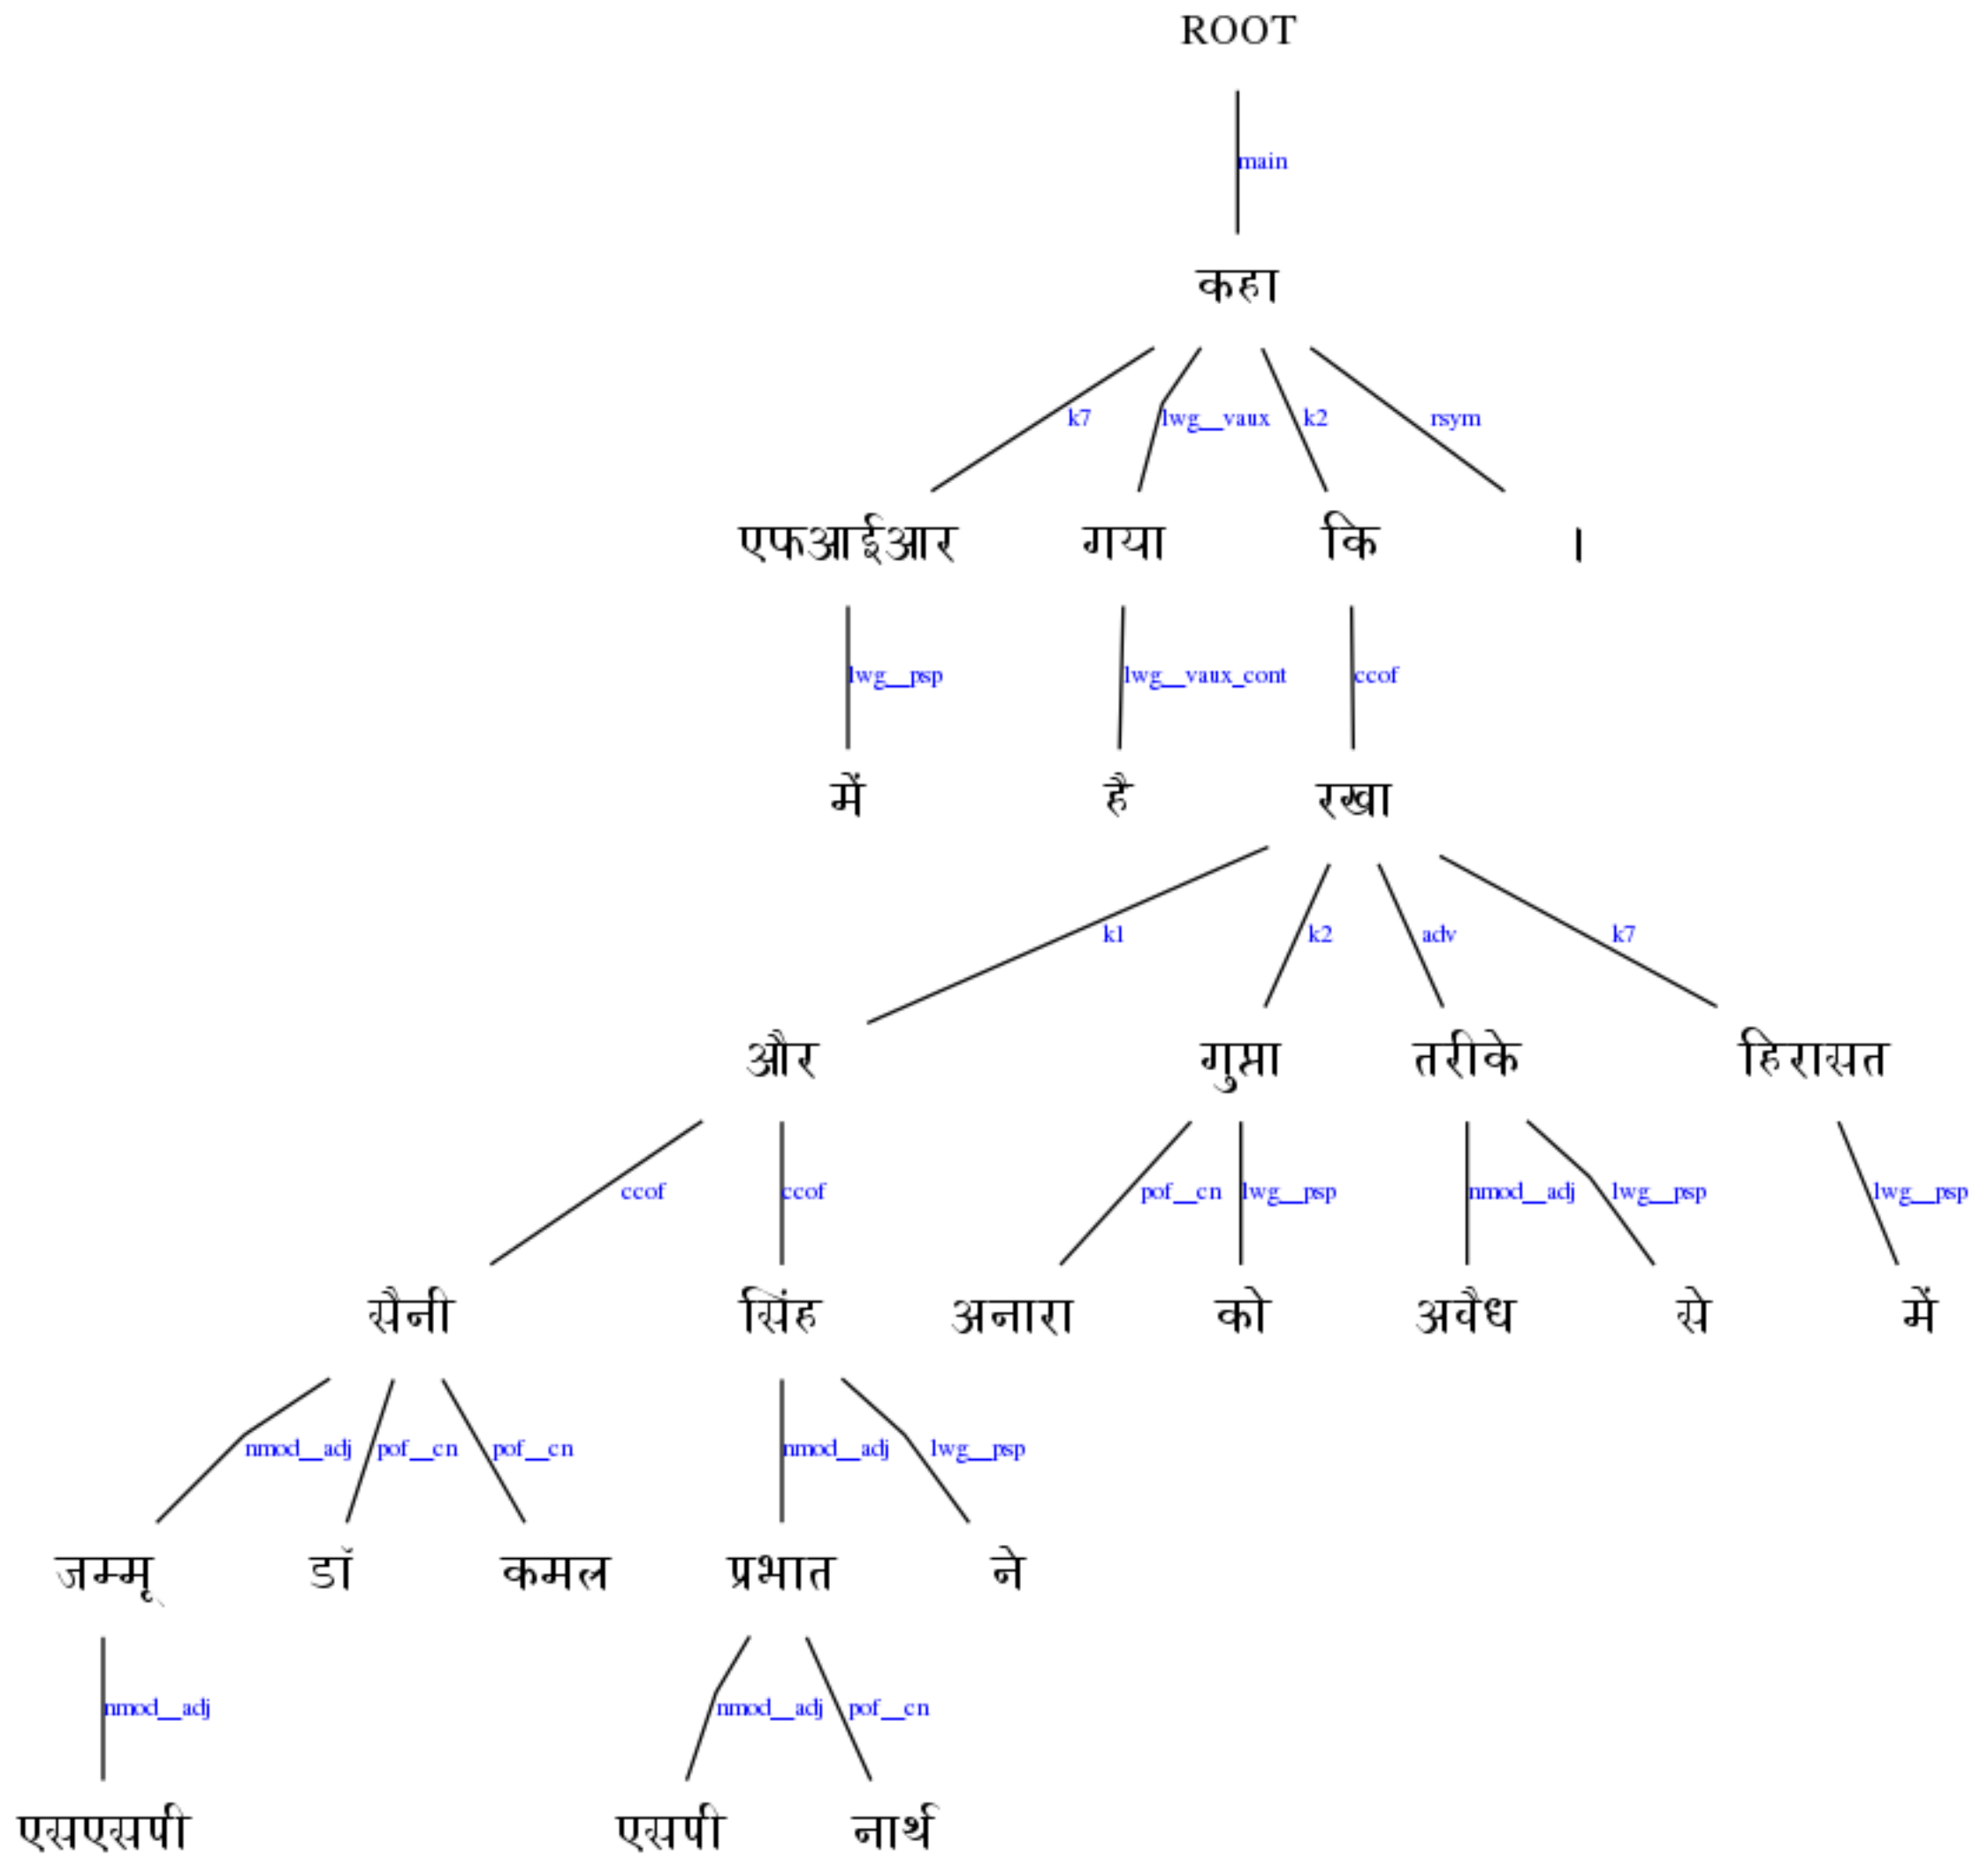 ROOT
main
कहा
k7 lwg__vaux k2 rsym
एफआईआर गया कि ।
lwg__psp lwg__vaux_cont ccof
में है रखा
k1 k2 adv k7
और गुप्ता तरीके हिरासत
ccof ccof pof__cn lwg__psp nmod__adj lwg__psp lwg__psp
सैनी सिंह अनारा को अवैध से में
nmod__adj pof__cn pof__cn nmod__adj lwg__psp
जम्मू डॉ कमल प्रभात ने
nmod__adj nmod__adj pof__cn
एसएसपी एसपी नार्थ